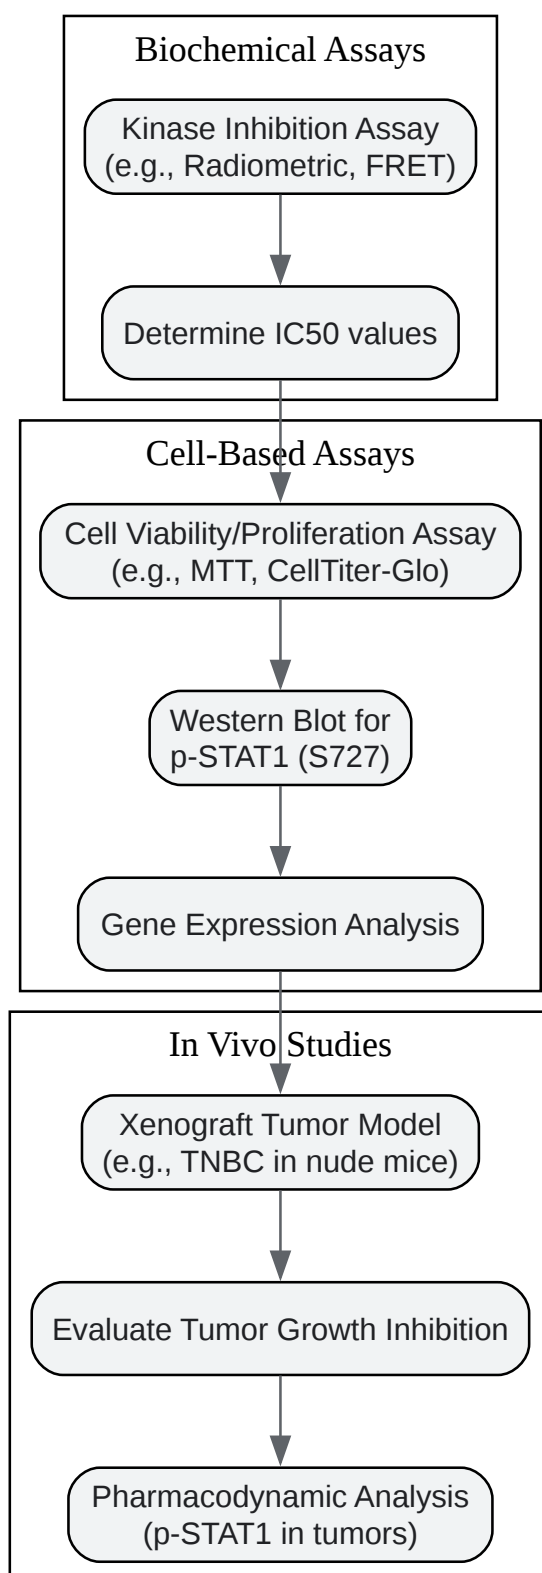 Biochemical Assays
Kinase Inhibition Assay
(e.g., Radiometric, FRET)
Determine IC50 values
Cell-Based Assays
Cell Viability/Proliferation Assay
(e.g., MTT, CellTiter-Glo)
Western Blot for
p-STAT1 (S727)
Gene Expression Analysis
In Vivo Studies
Xenograft Tumor Model
(e.g., TNBC in nude mice)
Evaluate Tumor Growth Inhibition
Pharmacodynamic Analysis
(p-STAT1 in tumors)